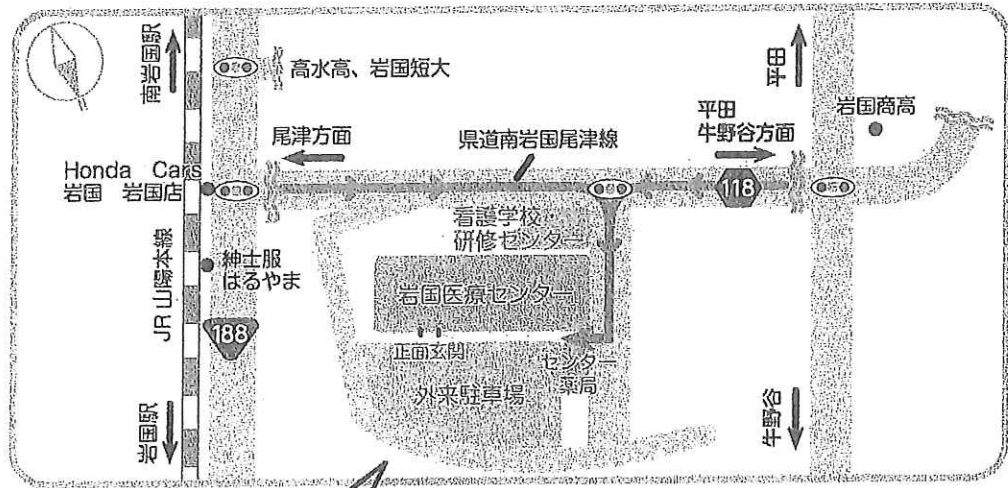 南岩国駅
高水高、岩国短大
平田
岩国商高
尾津方面
県道南岩国尾津線
平田
牛野谷方面
Honda Cars
岩国 岩国店
118
看護学校・
研修センター
紳士服
はるやま
JR山陽本線
岩国医療センター
188
正面玄関
センター
薬局
外来駐車場
岩国駅
牛野谷